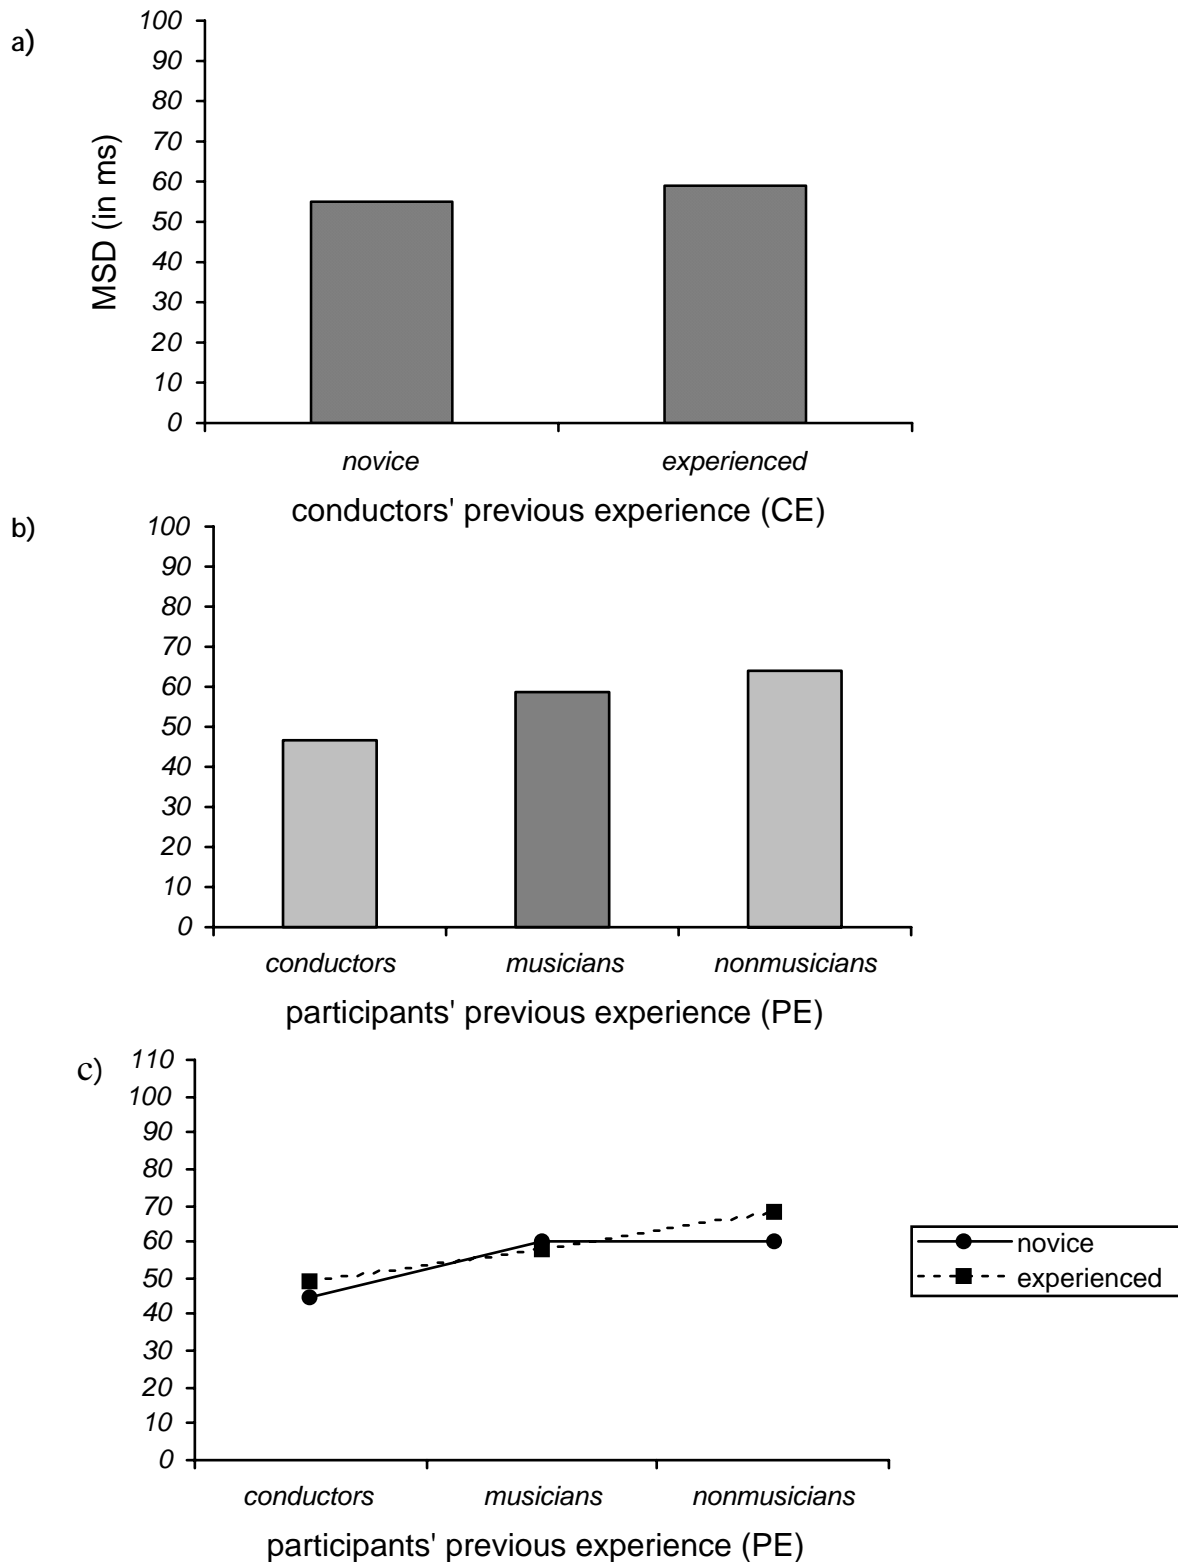 a)
MSD (in ms)
100
90
80
70
60
50
40
30
20
10
0
novice experienced
conductors' previous experience (CE)
b)
100
90
80
70
60
50
40
30
20
10
0
conductors musicians nonmusicians
participants' previous experience (PE)
c)
110
100
90
80
70
60
50
40
30
20
10
0
novice
experienced
conductors musicians nonmusicians
participants' previous experience (PE)